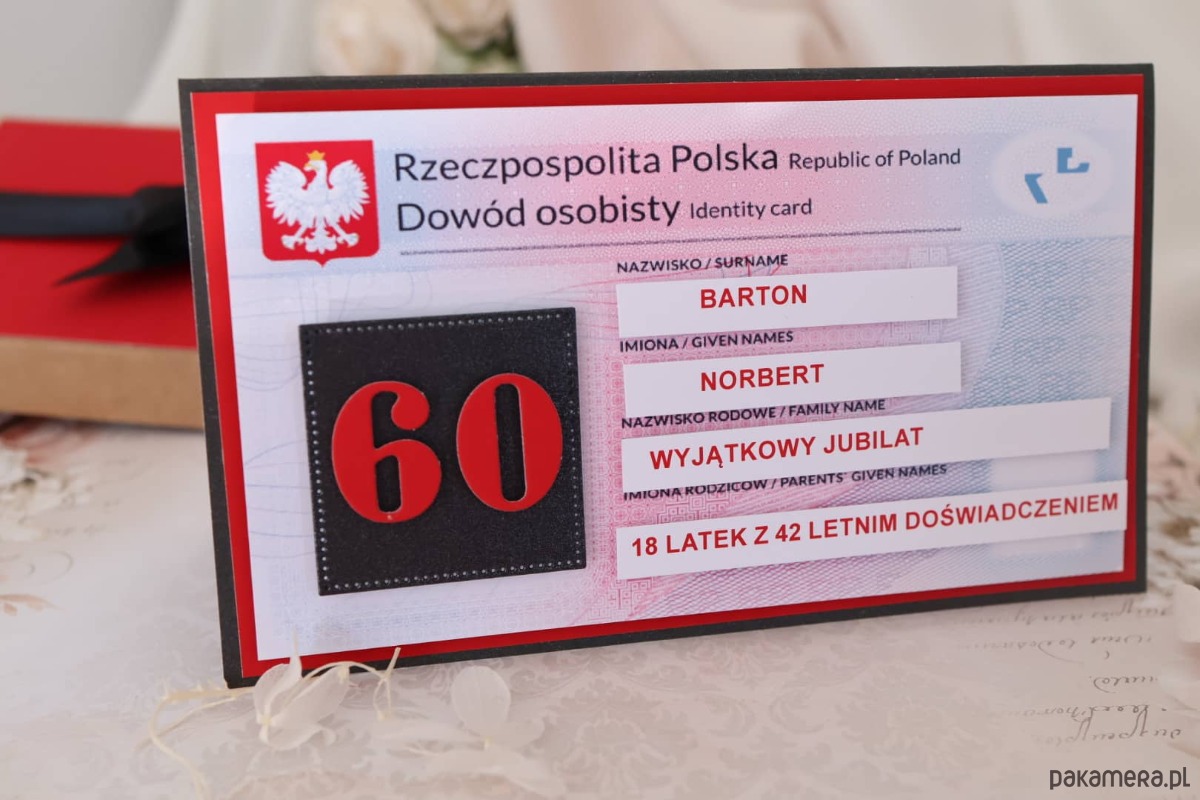 Rzeczpospolita Polska Republic of Poland
Dowód osobisty Identity card
NAZWISKO / SURNAME
BARTON
IMIONA / GIVEN NAMES
NORBERT
NAZWISKO RODOWE / FAMILY NAME
WYJĄTKOWY JUBILAT
IMIONA RODZICÓW / PARENTS' GIVEN NAMES
18 LATEK Z 42 LETNIM DOŚWIADCZENIEM
60
pakamera.pl